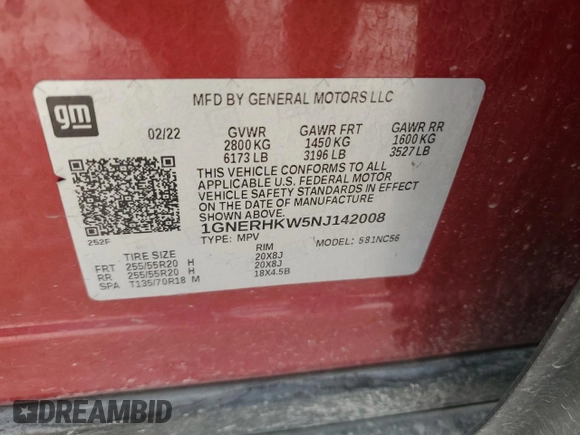 gm
MFD BY GENERAL MOTORS LLC
02/22 GVWR GAWR FRT GAWR RR
2800 KG 1450 KG 1600 KG
6173 LB 3196 LB 3527 LB
THIS VEHICLE CONFORMS TO ALL
APPLICABLE U.S. FEDERAL MOTOR
VEHICLE SAFETY STANDARDS IN EFFECT
ON THE DATE OF MANUFACTURE
SHOWN ABOVE.
1GNERHKW5NJ142008
252F TYPE: MPV MODEL: 581NC56
TIRE SIZE RIM
FRT 255/55R20 H 20X8J
RR 255/55R20 H 20X8J
SPA T135/70R18 M 18X4.5B
DREAMBID